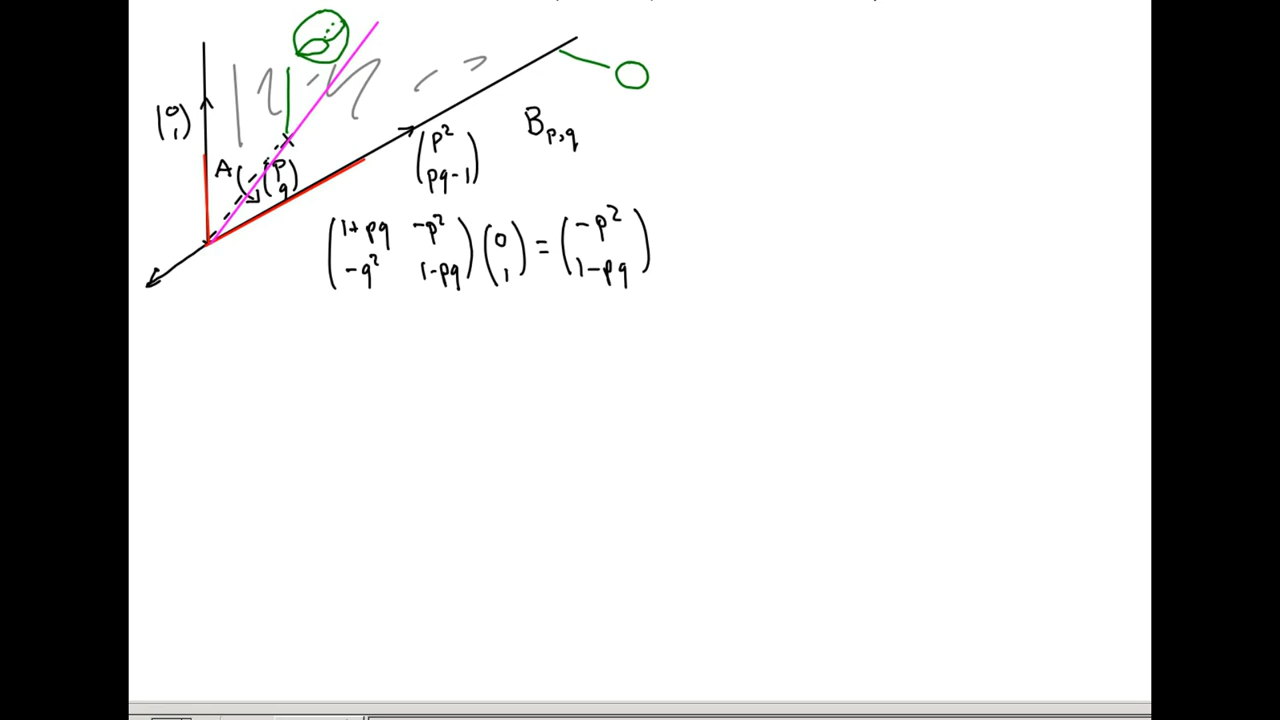 (0 1)
A
(p q)
(p² pq-1)
B_{p,q}
(1+pq -p² -q² 1-pq) (0 1) = (-p² 1-pq)